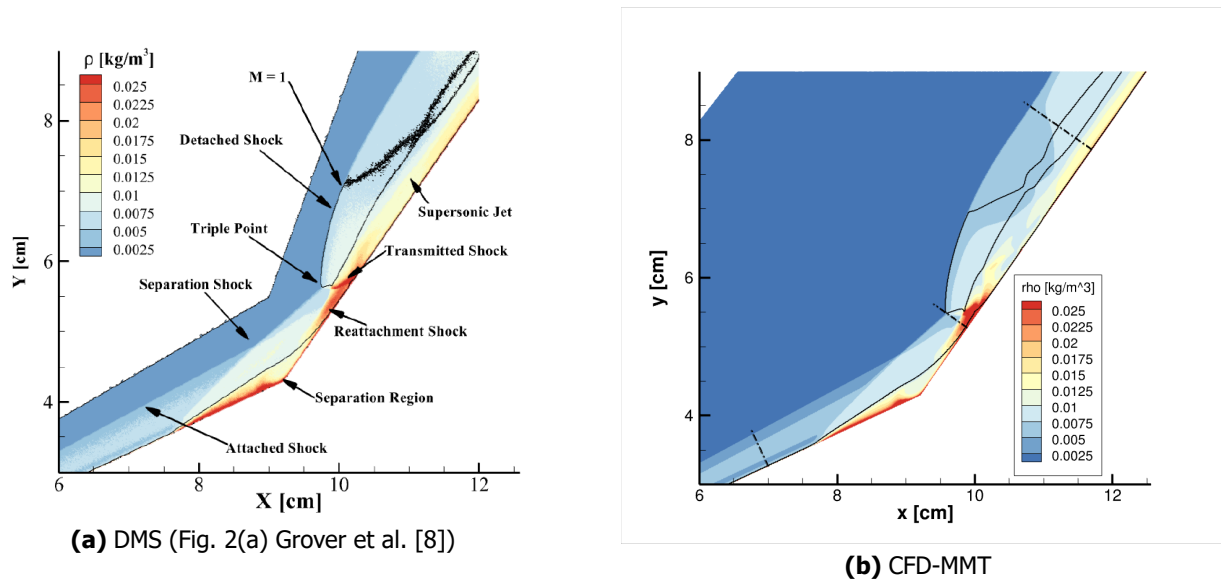 ρ [kg/m³]
0.025
0.0225
0.02
0.0175
0.015
0.0125
0.01
0.0075
0.005
0.0025
M = 1
Detached Shock
Triple Point
Separation Shock
Supersonic Jet
Transmitted Shock
Reattachment Shock
Separation Region
Attached Shock
Y [cm]
8
6
4
6
8
10
12
X [cm]
(a) DMS (Fig. 2(a) Grover et al. [8])
y [cm]
8
6
4
6
8
10
12
x [cm]
rho [kg/m^3]
0.025
0.0225
0.02
0.0175
0.015
0.0125
0.01
0.0075
0.005
0.0025
(b) CFD-MMT